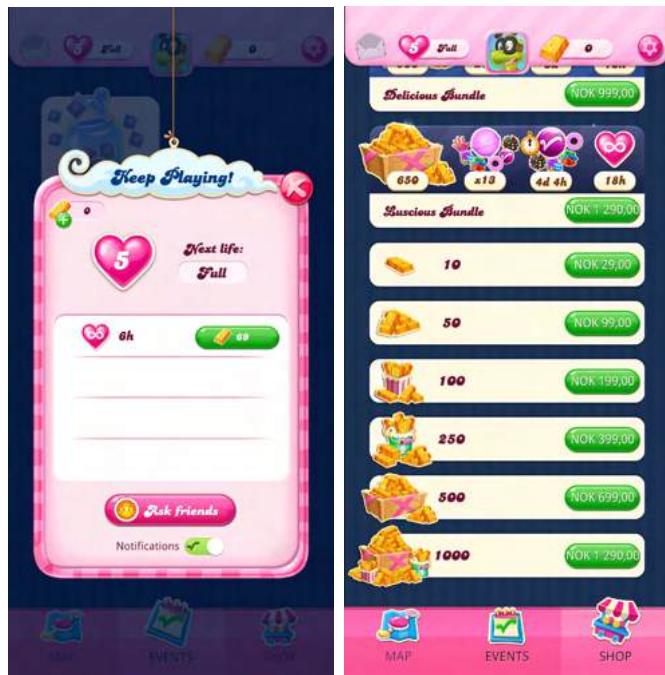 5 Full 0
Keep Playing!
0
5
Next life:
Full
6h 69
Ask friends
Notifications
MAP EVENTS SHOP
5 Full 0
Delicious Bundle NOK 999,00
650 x13 4d 4h 18h
Luscious Bundle NOK 1 290,00
10 NOK 29,00
50 NOK 99,00
100 NOK 199,00
250 NOK 399,00
500 NOK 699,00
1000 NOK 1 290,00
MAP EVENTS SHOP